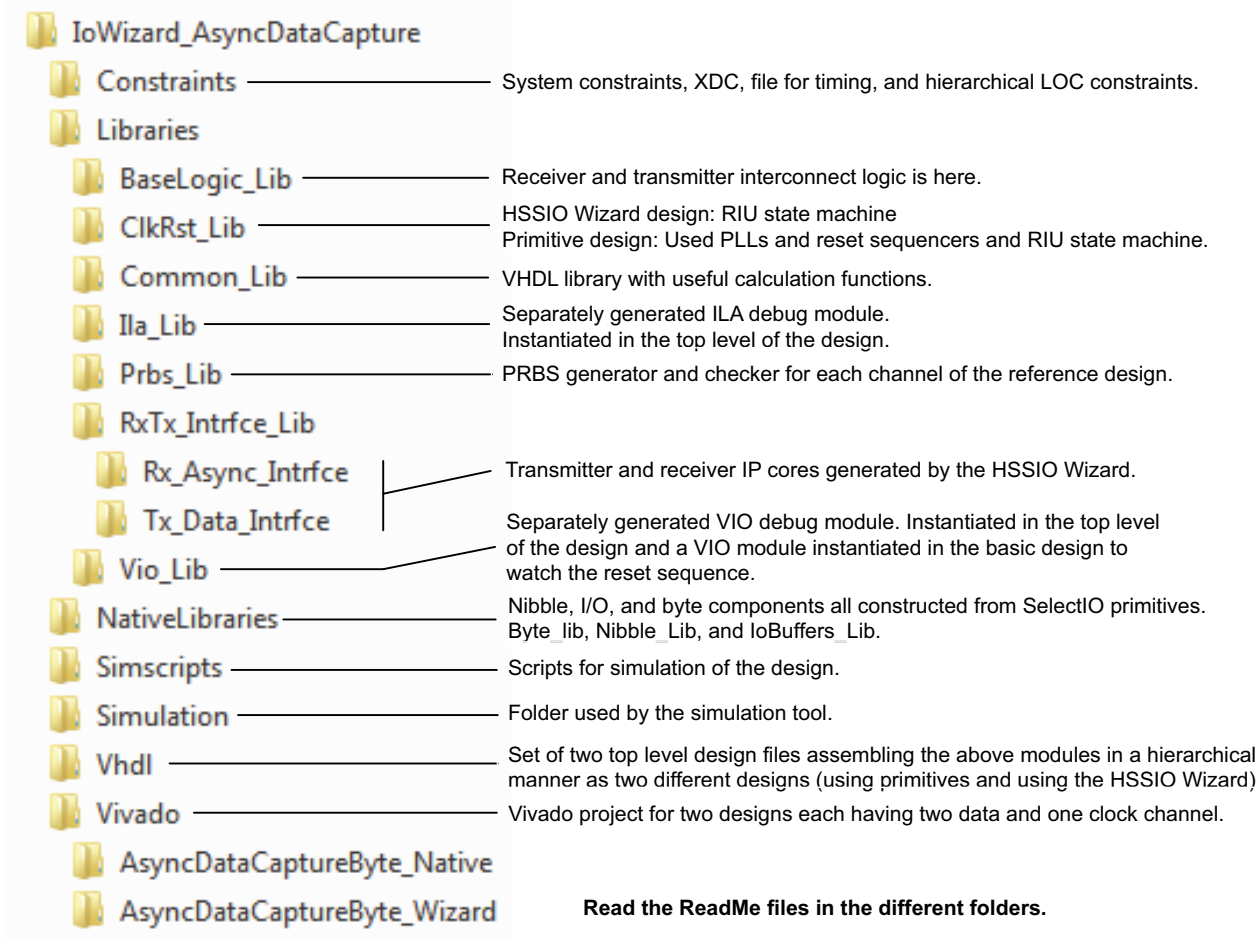 IoWizard_AsyncDataCapture
Constraints
System constraints, XDC, file for timing, and hierarchical LOC constraints.
Libraries
BaseLogic_Lib
Receiver and transmitter interconnect logic is here.
ClkRst_Lib
HSSIO Wizard design: RIU state machine
Primitive design: Used PLLs and reset sequencers and RIU state machine.
Common_Lib
VHDL library with useful calculation functions.
Ila_Lib
Separately generated ILA debug module.
Instantiated in the top level of the design.
Prbs_Lib
PRBS generator and checker for each channel of the reference design.
RxTx_Intrfce_Lib
Rx_Async_Intrfce
Tx_Data_Intrfce
Transmitter and receiver IP cores generated by the HSSIO Wizard.
Vio_Lib
Separately generated VIO debug module. Instantiated in the top level
of the design and a VIO module instantiated in the basic design to
watch the reset sequence.
NativeLibraries
Nibble, I/O, and byte components all constructed from SelectIO primitives.
Byte_lib, Nibble_Lib, and IoBuffers_Lib.
Simscripts
Scripts for simulation of the design.
Simulation
Folder used by the simulation tool.
Vhdl
Set of two top level design files assembling the above modules in a hierarchical
manner as two different designs (using primitives and using the HSSIO Wizard)
Vivado
Vivado project for two designs each having two data and one clock channel.
AsyncDataCaptureByte_Native
AsyncDataCaptureByte_Wizard
Read the ReadMe files in the different folders.